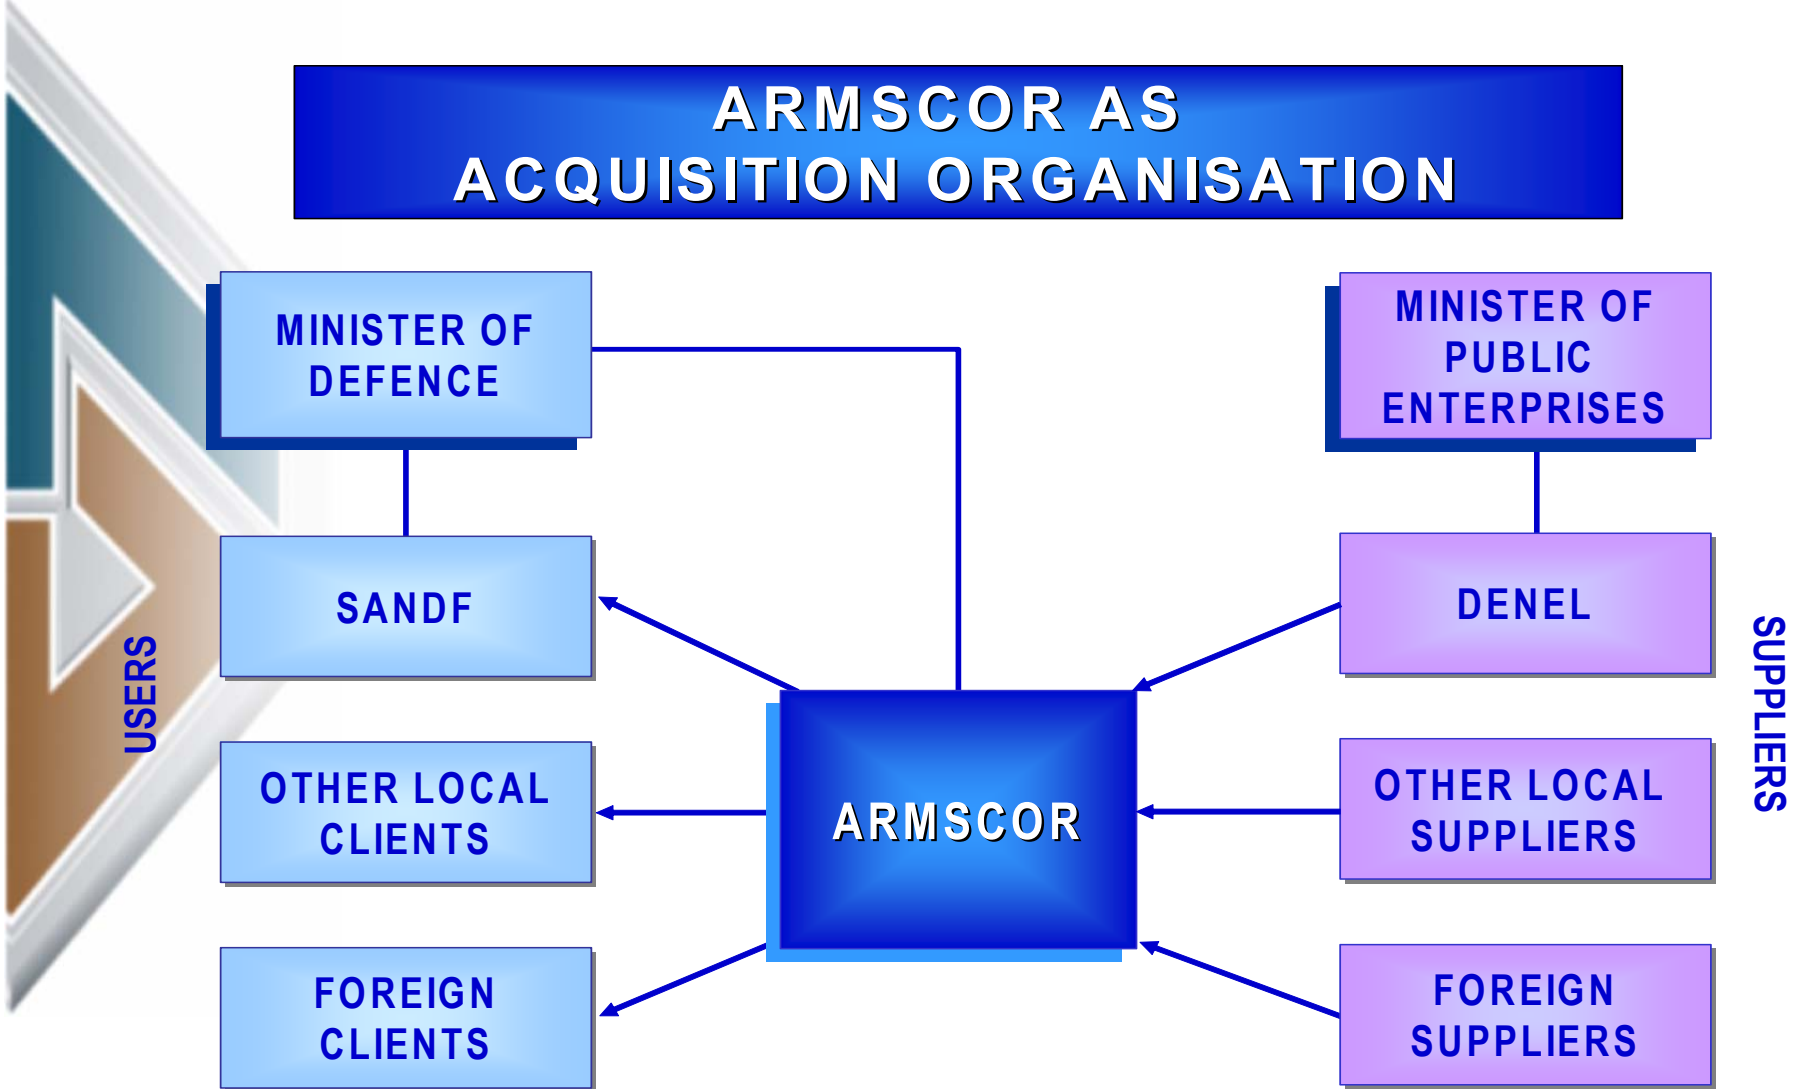 ARMSCOR AS
ACQUISITION ORGANISATION
MINISTER OF
DEFENCE
MINISTER OF
PUBLIC
ENTERPRISES
SANDF
DENEL
USERS
SUPPLIERS
OTHER LOCAL
CLIENTS
ARMSCOR
OTHER LOCAL
SUPPLIERS
FOREIGN
CLIENTS
FOREIGN
SUPPLIERS